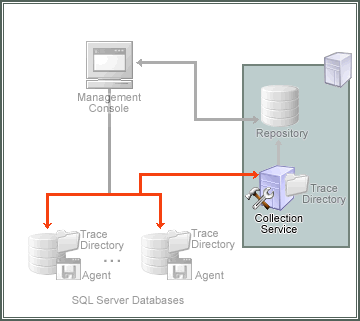 Management
Console
Repository
Trace
Directory
Collection
Service
Trace
Directory
Agent
...
Trace
Directory
Agent
SQL Server Databases